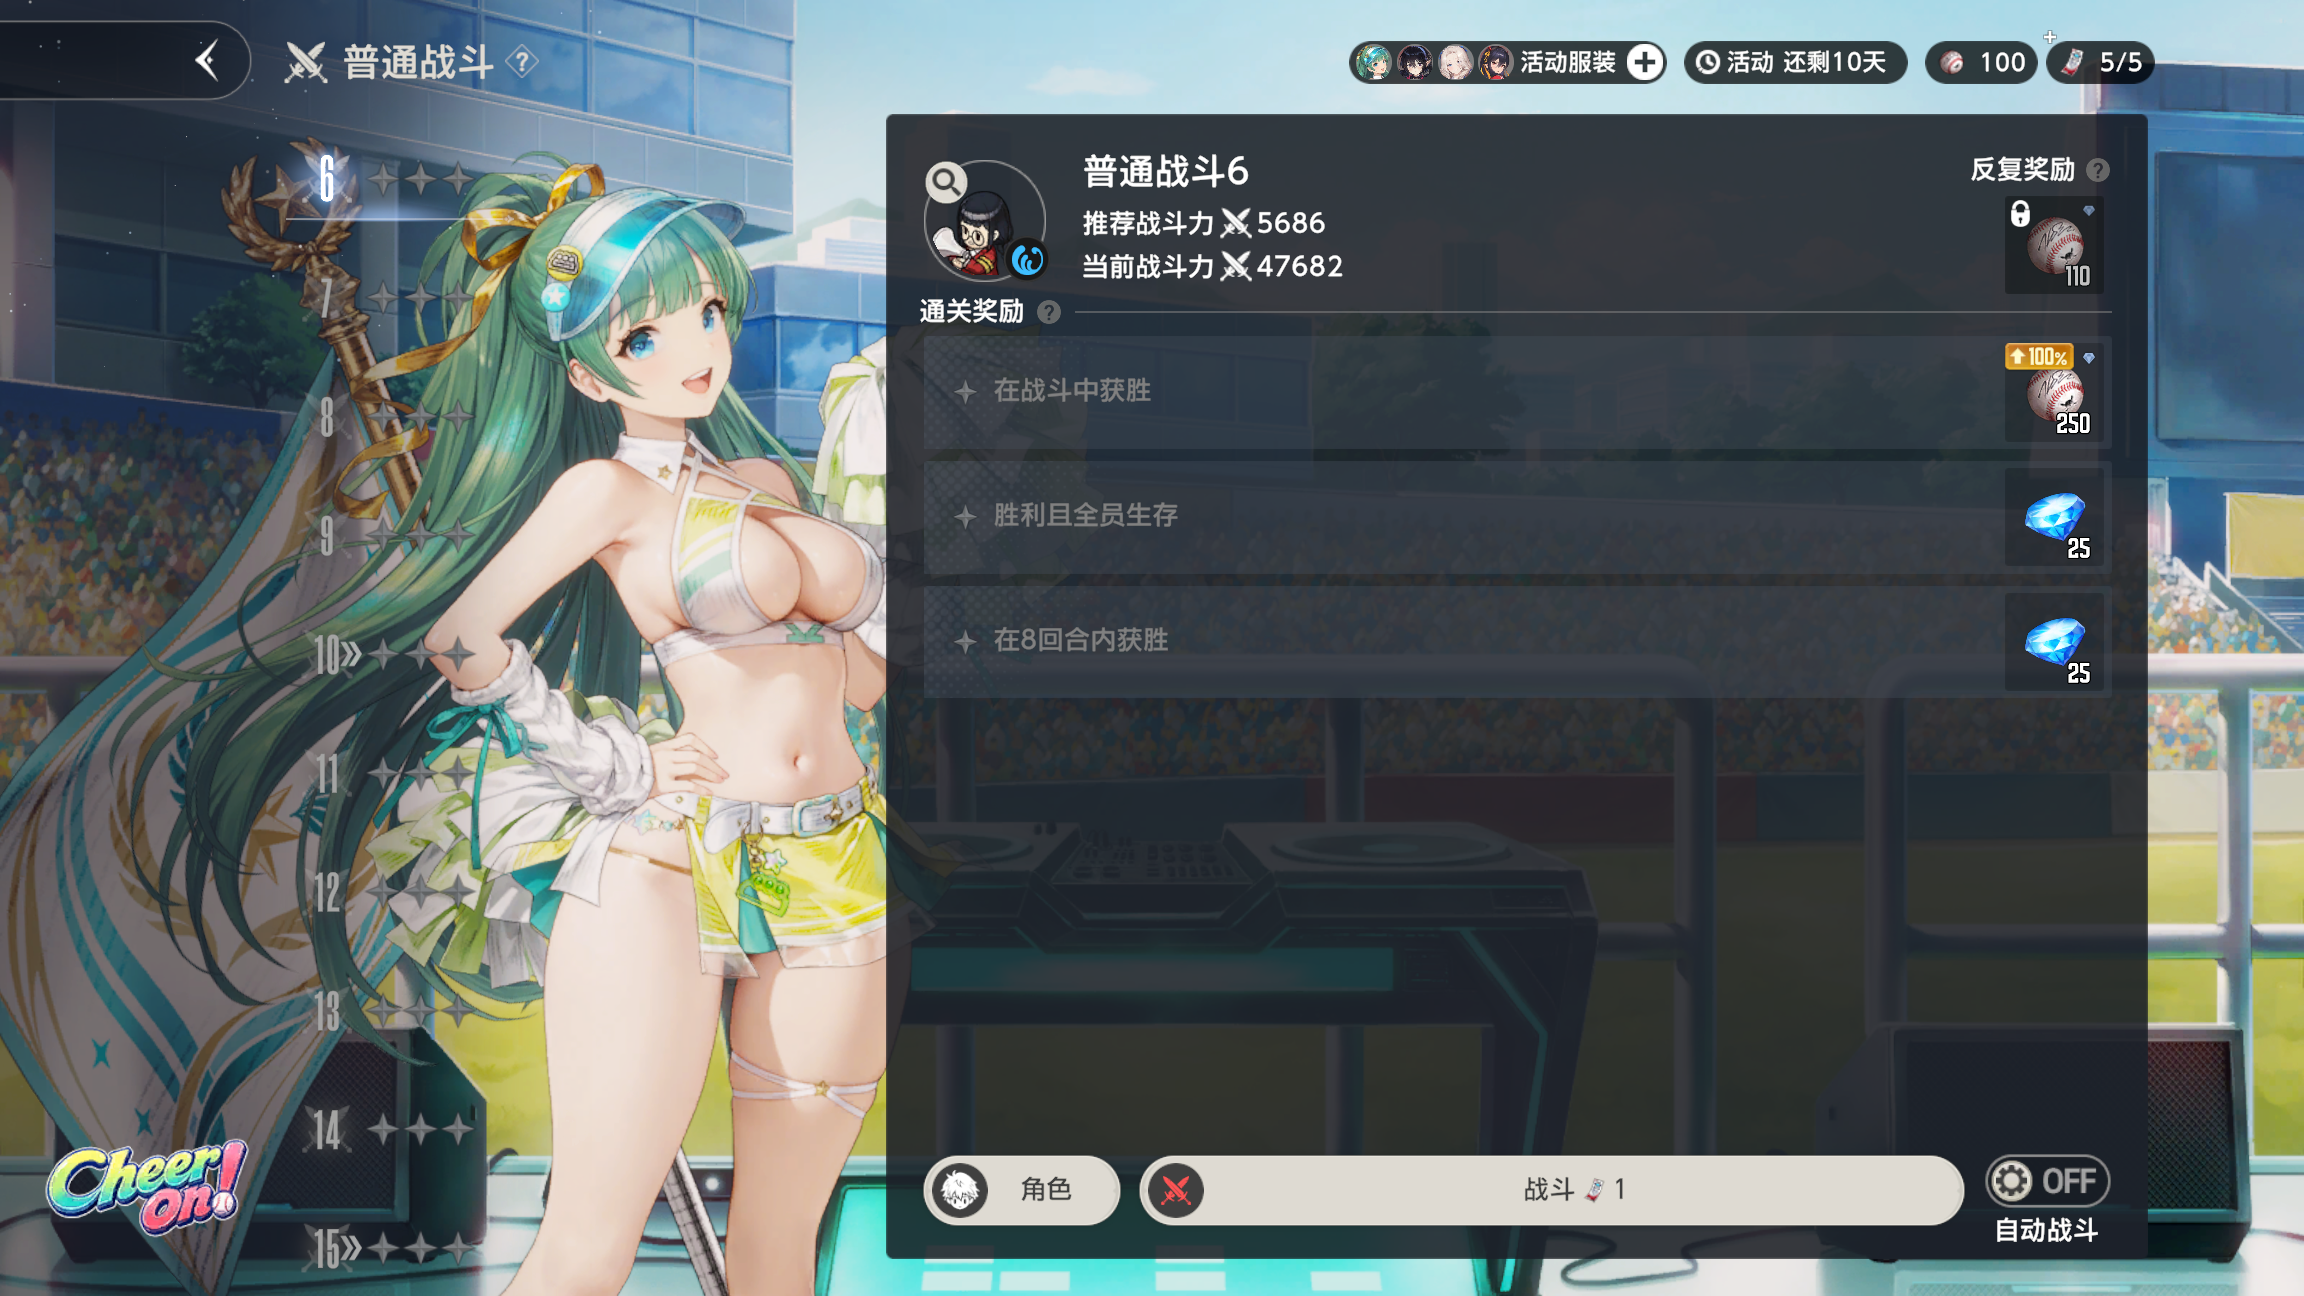 普通战斗 ?
活动服装
活动 还剩10天
100
5/5
6
7
8
9
10»
11
12
13
14
15»
Cheer on!
普通战斗6
推荐战斗力 5686
当前战斗力 47682
反复奖励 ?
110
通关奖励 ?
在战斗中获胜
100%
250
胜利且全员生存
25
在8回合内获胜
25
角色
战斗 1
OFF
自动战斗